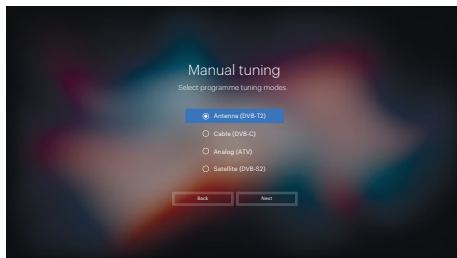 Manual tuning
Select programme tuning modes.
Antenna (DVB-T2)
Cable (DVB-C)
Analog (ATV)
Satellite (DVB-S2)
Back Next